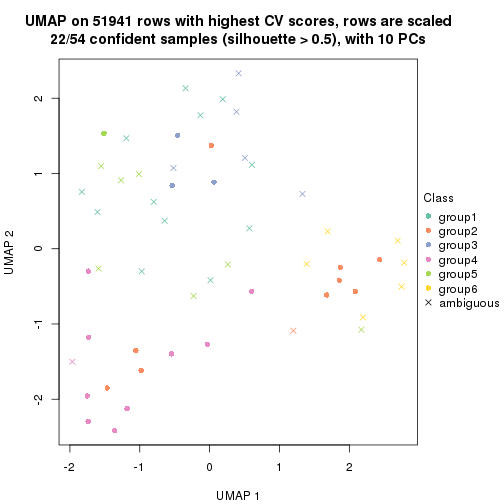 UMAP on 51941 rows with highest CV scores, rows are scaled
22/54 confident samples (silhouette > 0.5), with 10 PCs
2
1
0
-1
-2
UMAP 2
-2
-1
0
1
2
UMAP 1
Class
group1
group2
group3
group4
group5
group6
ambiguous